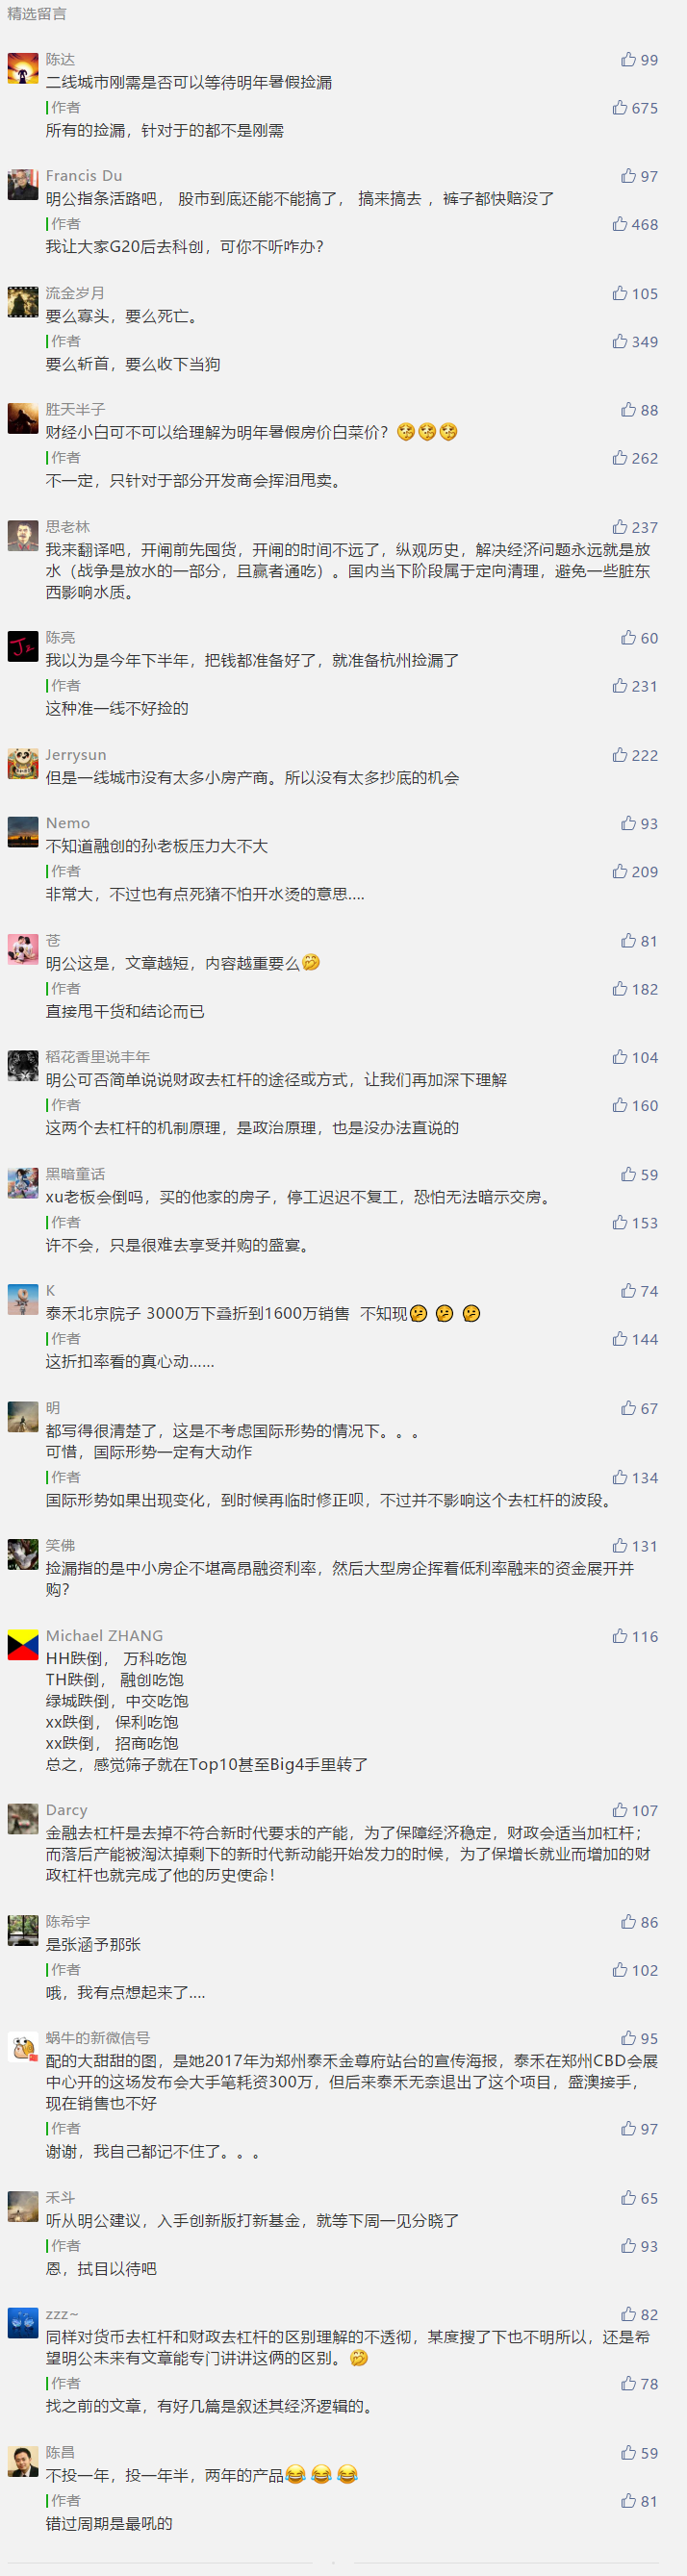 精选留言
陈达 99
二线城市刚需是否可以等待明年暑假捡漏
作者 675
所有的捡漏，针对于的都不是刚需
Francis Du 97
明公指条活路吧， 股市到底还能不能搞了， 搞来搞去 ，裤子都快赔没了
作者 468
我让大家G20后去科创，可你不听咋办？
流金岁月 105
要么寡头，要么死亡。
作者 349
要么斩首，要么收下当狗
胜天半子 88
财经小白可不可以给理解为明年暑假房价白菜价？
作者 262
不一定，只针对于部分开发商会挥泪甩卖。
思老林 237
我来翻译吧，开闸前先囤货，开闸的时间不远了，纵观历史，解决经济问题永远就是放
水（战争是放水的一部分，且赢者通吃）。国内当下阶段属于定向清理，避免一些脏东
西影响水质。
陈亮 60
我以为是今年下半年，把钱都准备好了，就准备杭州捡漏了
作者 231
这种准一线不好捡的
Jerrysun 222
但是一线城市没有太多小房产商。所以没有太多抄底的机会
Nemo 93
不知道融创的孙老板压力大不大
作者 209
非常大，不过也有点死猪不怕开水烫的意思....
苍 81
明公这是，文章越短，内容越重要么🤔
作者 182
直接甩干货和结论而已
稻花香里说丰年 104
明公可否简单说说财政去杠杆的途径或方式，让我们再加深下理解
作者 160
这两个去杠杆的机制原理，是政治原理，也是没办法直说的
黑暗童话 59
xu老板会倒吗，买的他家的房子，停工迟迟不复工，恐怕无法暗示交房。
作者 153
许不会，只是很难去享受并购的盛宴。
K 74
泰禾北京院子 3000万下叠折到1600万销售 不知现🤔 🤔 🤔
作者 144
这折扣率看的真心动......
明 67
都写得很清楚了，这是不考虑国际形势的情况下。。。
可惜，国际形势一定有大动作
作者 134
国际形势如果出现变化，到时候再临时修正呗，不过并不影响这个去杠杆的波段。
笑佛 131
捡漏指的是中小房企不堪高昂融资利率，然后大型房企挥着低利率融来的资金展开并
购？
Michael ZHANG 116
HH跌倒， 万科吃饱
TH跌倒， 融创吃饱
绿城跌倒，中交吃饱
xx跌倒， 保利吃饱
xx跌倒， 招商吃饱
总之，感觉筛子就在Top10甚至Big4手里转了
Darcy 107
金融去杠杆是去掉不符合新时代要求的产能，为了保障经济稳定，财政会适当加杠杆；
而落后产能被淘汰掉剩下的新时代新动能开始发力的时候，为了保增长就业而增加的财
政杠杆也就完成了他的历史使命！
陈希宇 86
是张涵予那张
作者 102
哦，我有点想起来了....
蜗牛的新微信号 95
配的大甜甜的图，是她2017年为郑州泰禾金尊府站台的宣传海报，泰禾在郑州CBD会展
中心开的这场发布会大手笔耗资300万，但后来泰禾无奈退出了这个项目，盛澳接手，
现在销售也不好
作者 97
谢谢，我自己都记不住了。。。
禾斗 65
听从明公建议，入手创新版打新基金，就等下周一见分晓了
作者 93
恩，拭目以待吧
zzz~ 82
同样对货币去杠杆和财政去杠杆的区别理解的不透彻，某度搜了下也不明所以，还是希
望明公未来有文章能专门讲讲这俩的区别。🤔
作者 78
找之前的文章，有好几篇是叙述其经济逻辑的。
陈昌 59
不投一年，投一年半，两年的产品😂 😂 😂
作者 81
错过周期是最吼的